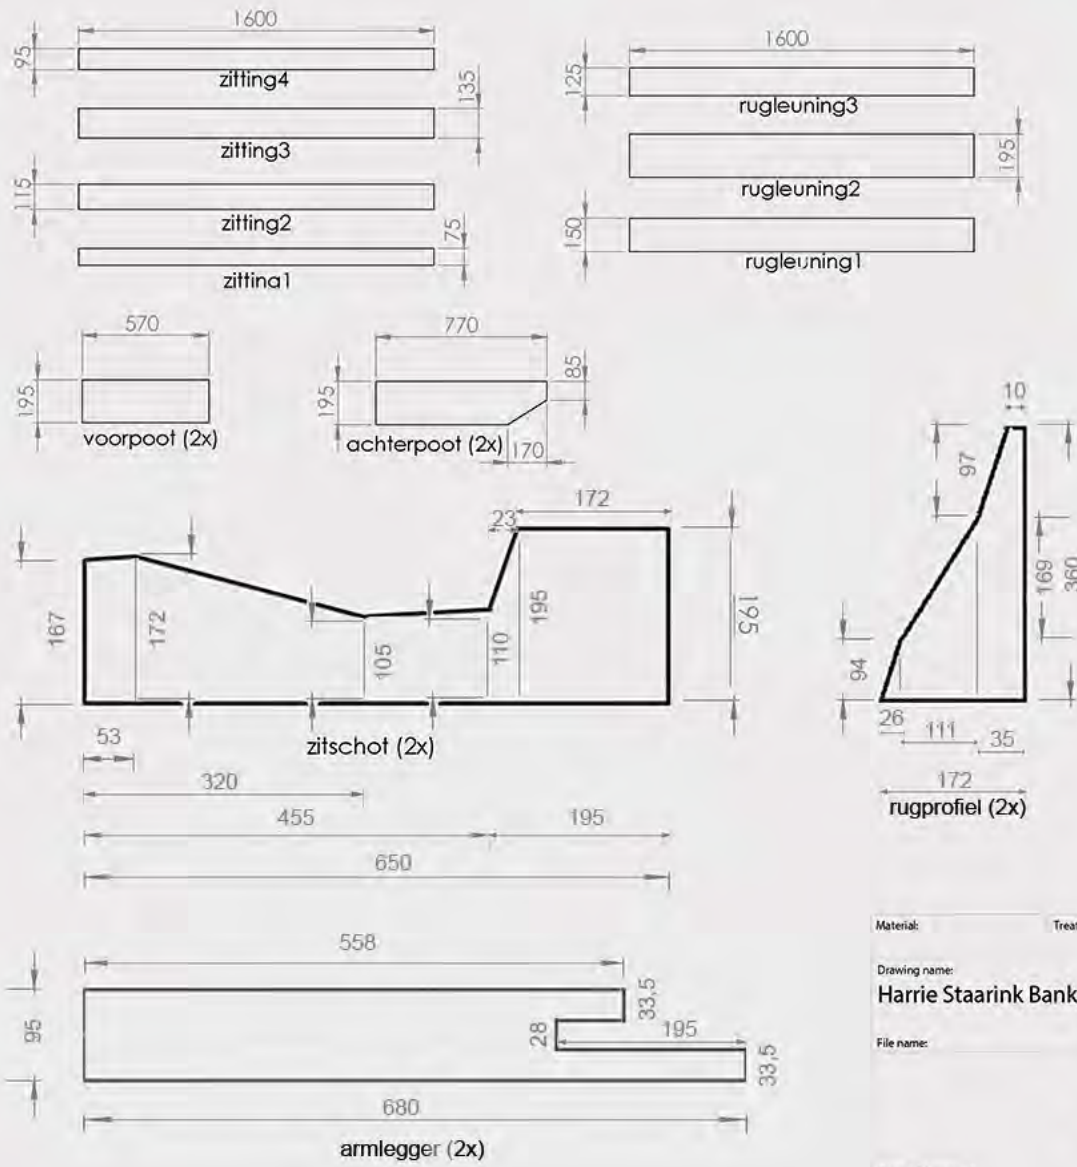 1600
95
zitting4
135
zitting3
115
zitting2
75
zitting1
1600
125
rugleuning3
195
rugleuning2
150
rugleuning1
570
195
voorpoot (2x)
770
195
85
170
achterpoot (2x)
172
23
167
172
105
110
195
195
53
zitschot (2x)
320
455
195
650
10
97
169
360
94
26
111
35
172
rugprofiel (2x)
558
95
33,5
28
195
33,5
680
armlegger (2x)
Material:
Treat
Drawing name:
Harrie Staarink Bank
File name: